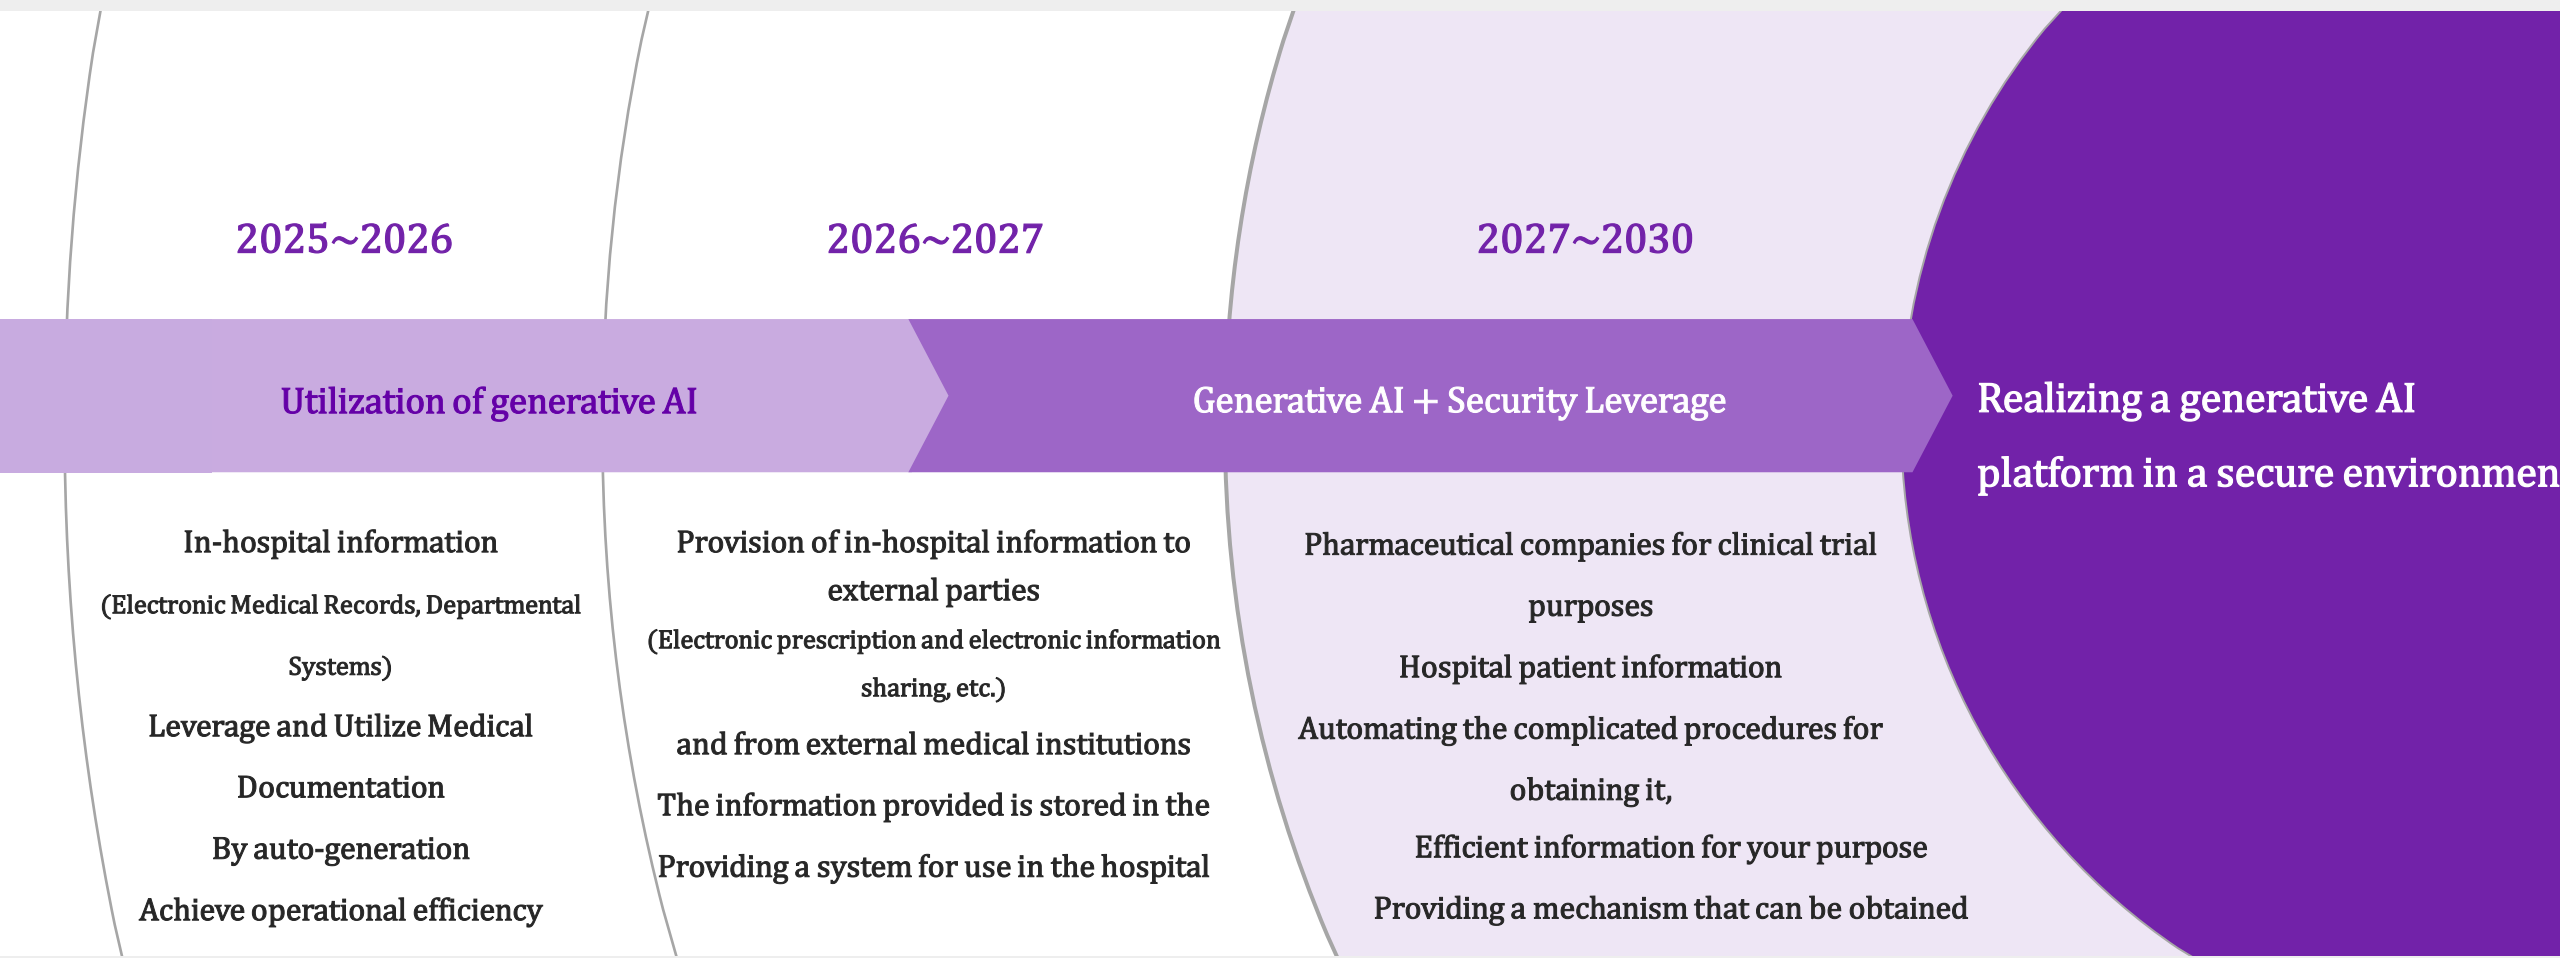 2025~2026
2026~2027
2027~2030
Utilization of generative AI
Generative AI + Security Leverage
Realizing a generative AI
platform in a secure environmen
In-hospital information
(Electronic Medical Records, Departmental
Systems)
Leverage and Utilize Medical
Documentation
By auto-generation
Achieve operational efficiency
Provision of in-hospital information to
external parties
(Electronic prescription and electronic information
sharing, etc.)
and from external medical institutions
The information provided is stored in the
Providing a system for use in the hospital
Pharmaceutical companies for clinical trial
purposes
Hospital patient information
Automating the complicated procedures for
obtaining it,
Efficient information for your purpose
Providing a mechanism that can be obtained